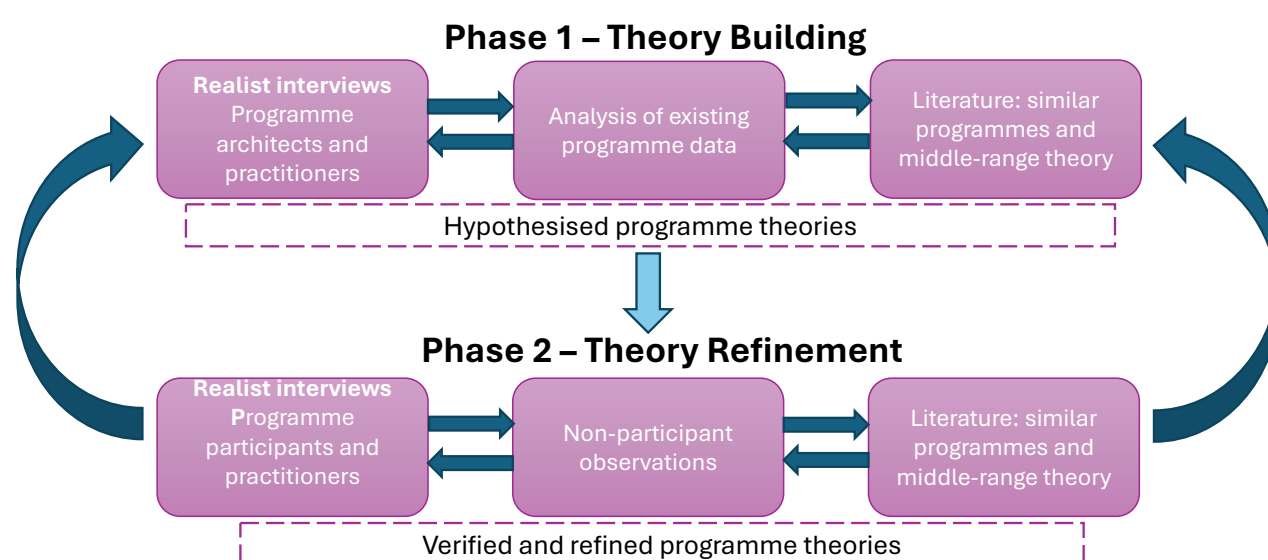 Phase 1 – Theory Building
Realist interviews
Programme
architects and
practitioners
Analysis of existing
programme data
Literature: similar
programmes and
middle-range theory
Hypothesised programme theories
Phase 2 – Theory Refinement
Realist interviews
Programme
participants and
practitioners
Non-participant
observations
Literature: similar
programmes and
middle-range theory
Verified and refined programme theories